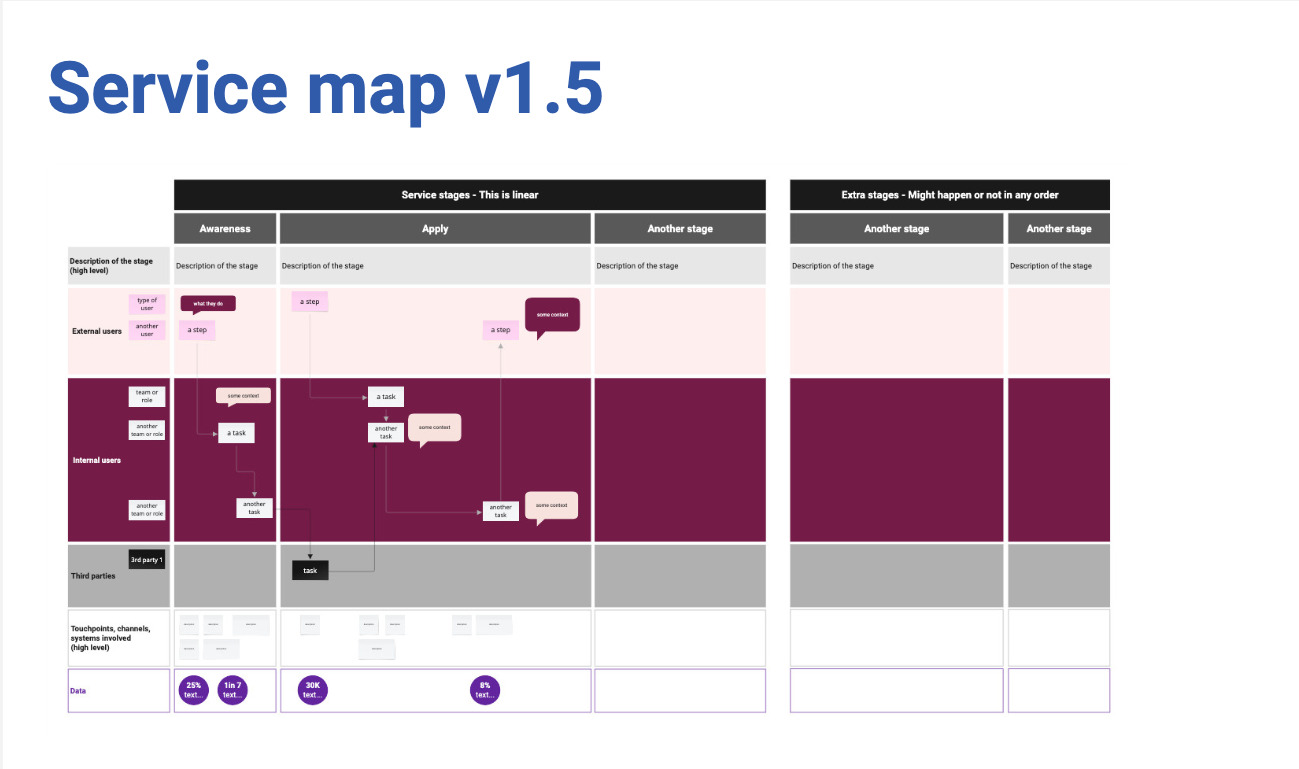 Service map v1.5
Service stages - This is linear
Extra stages - Might happen or not in any order
Awareness
Apply
Another stage
Another stage
Another stage
Description of the stage
(high level)
Description of the stage
Description of the stage
Description of the stage
Description of the stage
Description of the stage
External users
type of
user
another
user
what they do
a step
a step
a step
some context
Internal users
team or
role
another
team or role
another
team or role
some context
a task
another
task
a task
another
task
some context
another
task
some context
Third parties
3rd party 1
task
Touchpoints, channels,
systems involved
(high level)
Data
25%
text...
1in 7
text...
30K
text...
8%
text...